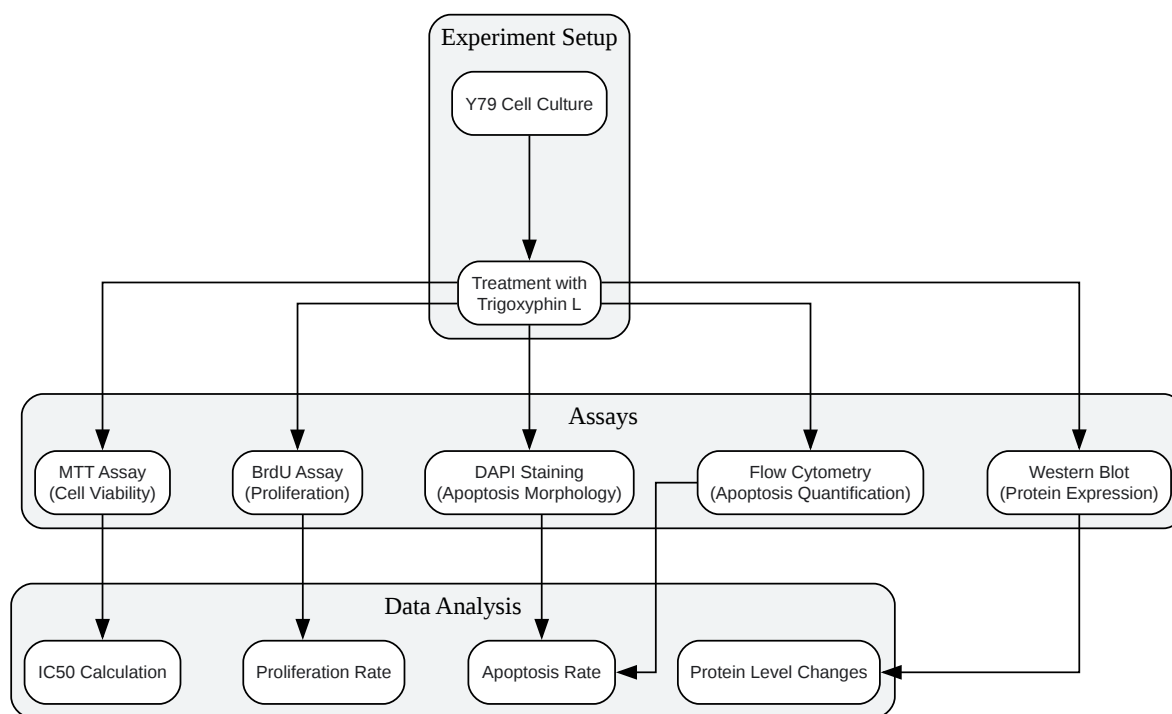 Experiment Setup
Y79 Cell Culture
Treatment with
Trigoxyphin L
Assays
MTT Assay
(Cell Viability)
BrdU Assay
(Proliferation)
DAPI Staining
(Apoptosis Morphology)
Flow Cytometry
(Apoptosis Quantification)
Western Blot
(Protein Expression)
Data Analysis
IC50 Calculation
Proliferation Rate
Apoptosis Rate
Protein Level Changes